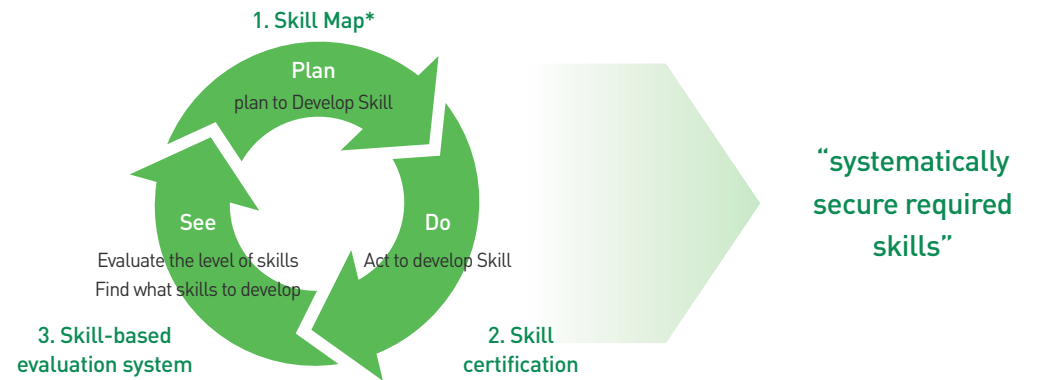 1. Skill Map*
Plan
plan to Develop Skill
Do
Act to develop Skill
2. Skill
certification
See
Evaluate the level of skills
Find what skills to develop
3. Skill-based
evaluation system
“systematically
secure required
skills”